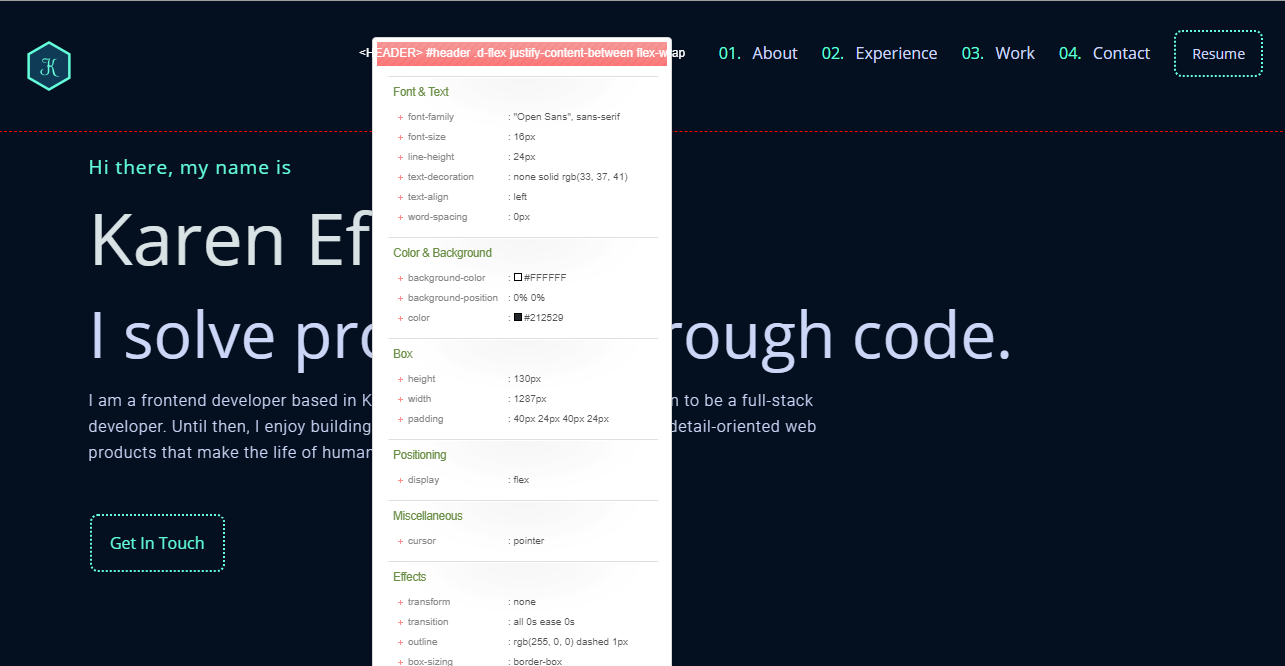 K
<HEADER> #header .d-flex justify-content-between flex-wrap
01. About 02. Experience 03. Work 04. Contact Resume
Hi there, my name is
Karen Ef
I solve pro rough code.
I am a frontend developer based in K n to be a full-stack
developer. Until then, I enjoy building detail-oriented web
products that make the life of human
Get In Touch
Font & Text
+ font-family : "Open Sans", sans-serif
+ font-size : 16px
+ line-height : 24px
+ text-decoration : none solid rgb(33, 37, 41)
+ text-align : left
+ word-spacing : 0px
Color & Background
+ background-color : #FFFFFF
+ background-position : 0% 0%
+ color : #212529
Box
+ height : 130px
+ width : 1287px
+ padding : 40px 24px 40px 24px
Positioning
+ display : flex
Miscellaneous
+ cursor : pointer
Effects
+ transform : none
+ transition : all 0s ease 0s
+ outline : rgb(255, 0, 0) dashed 1px
+ box-sizing : border-box